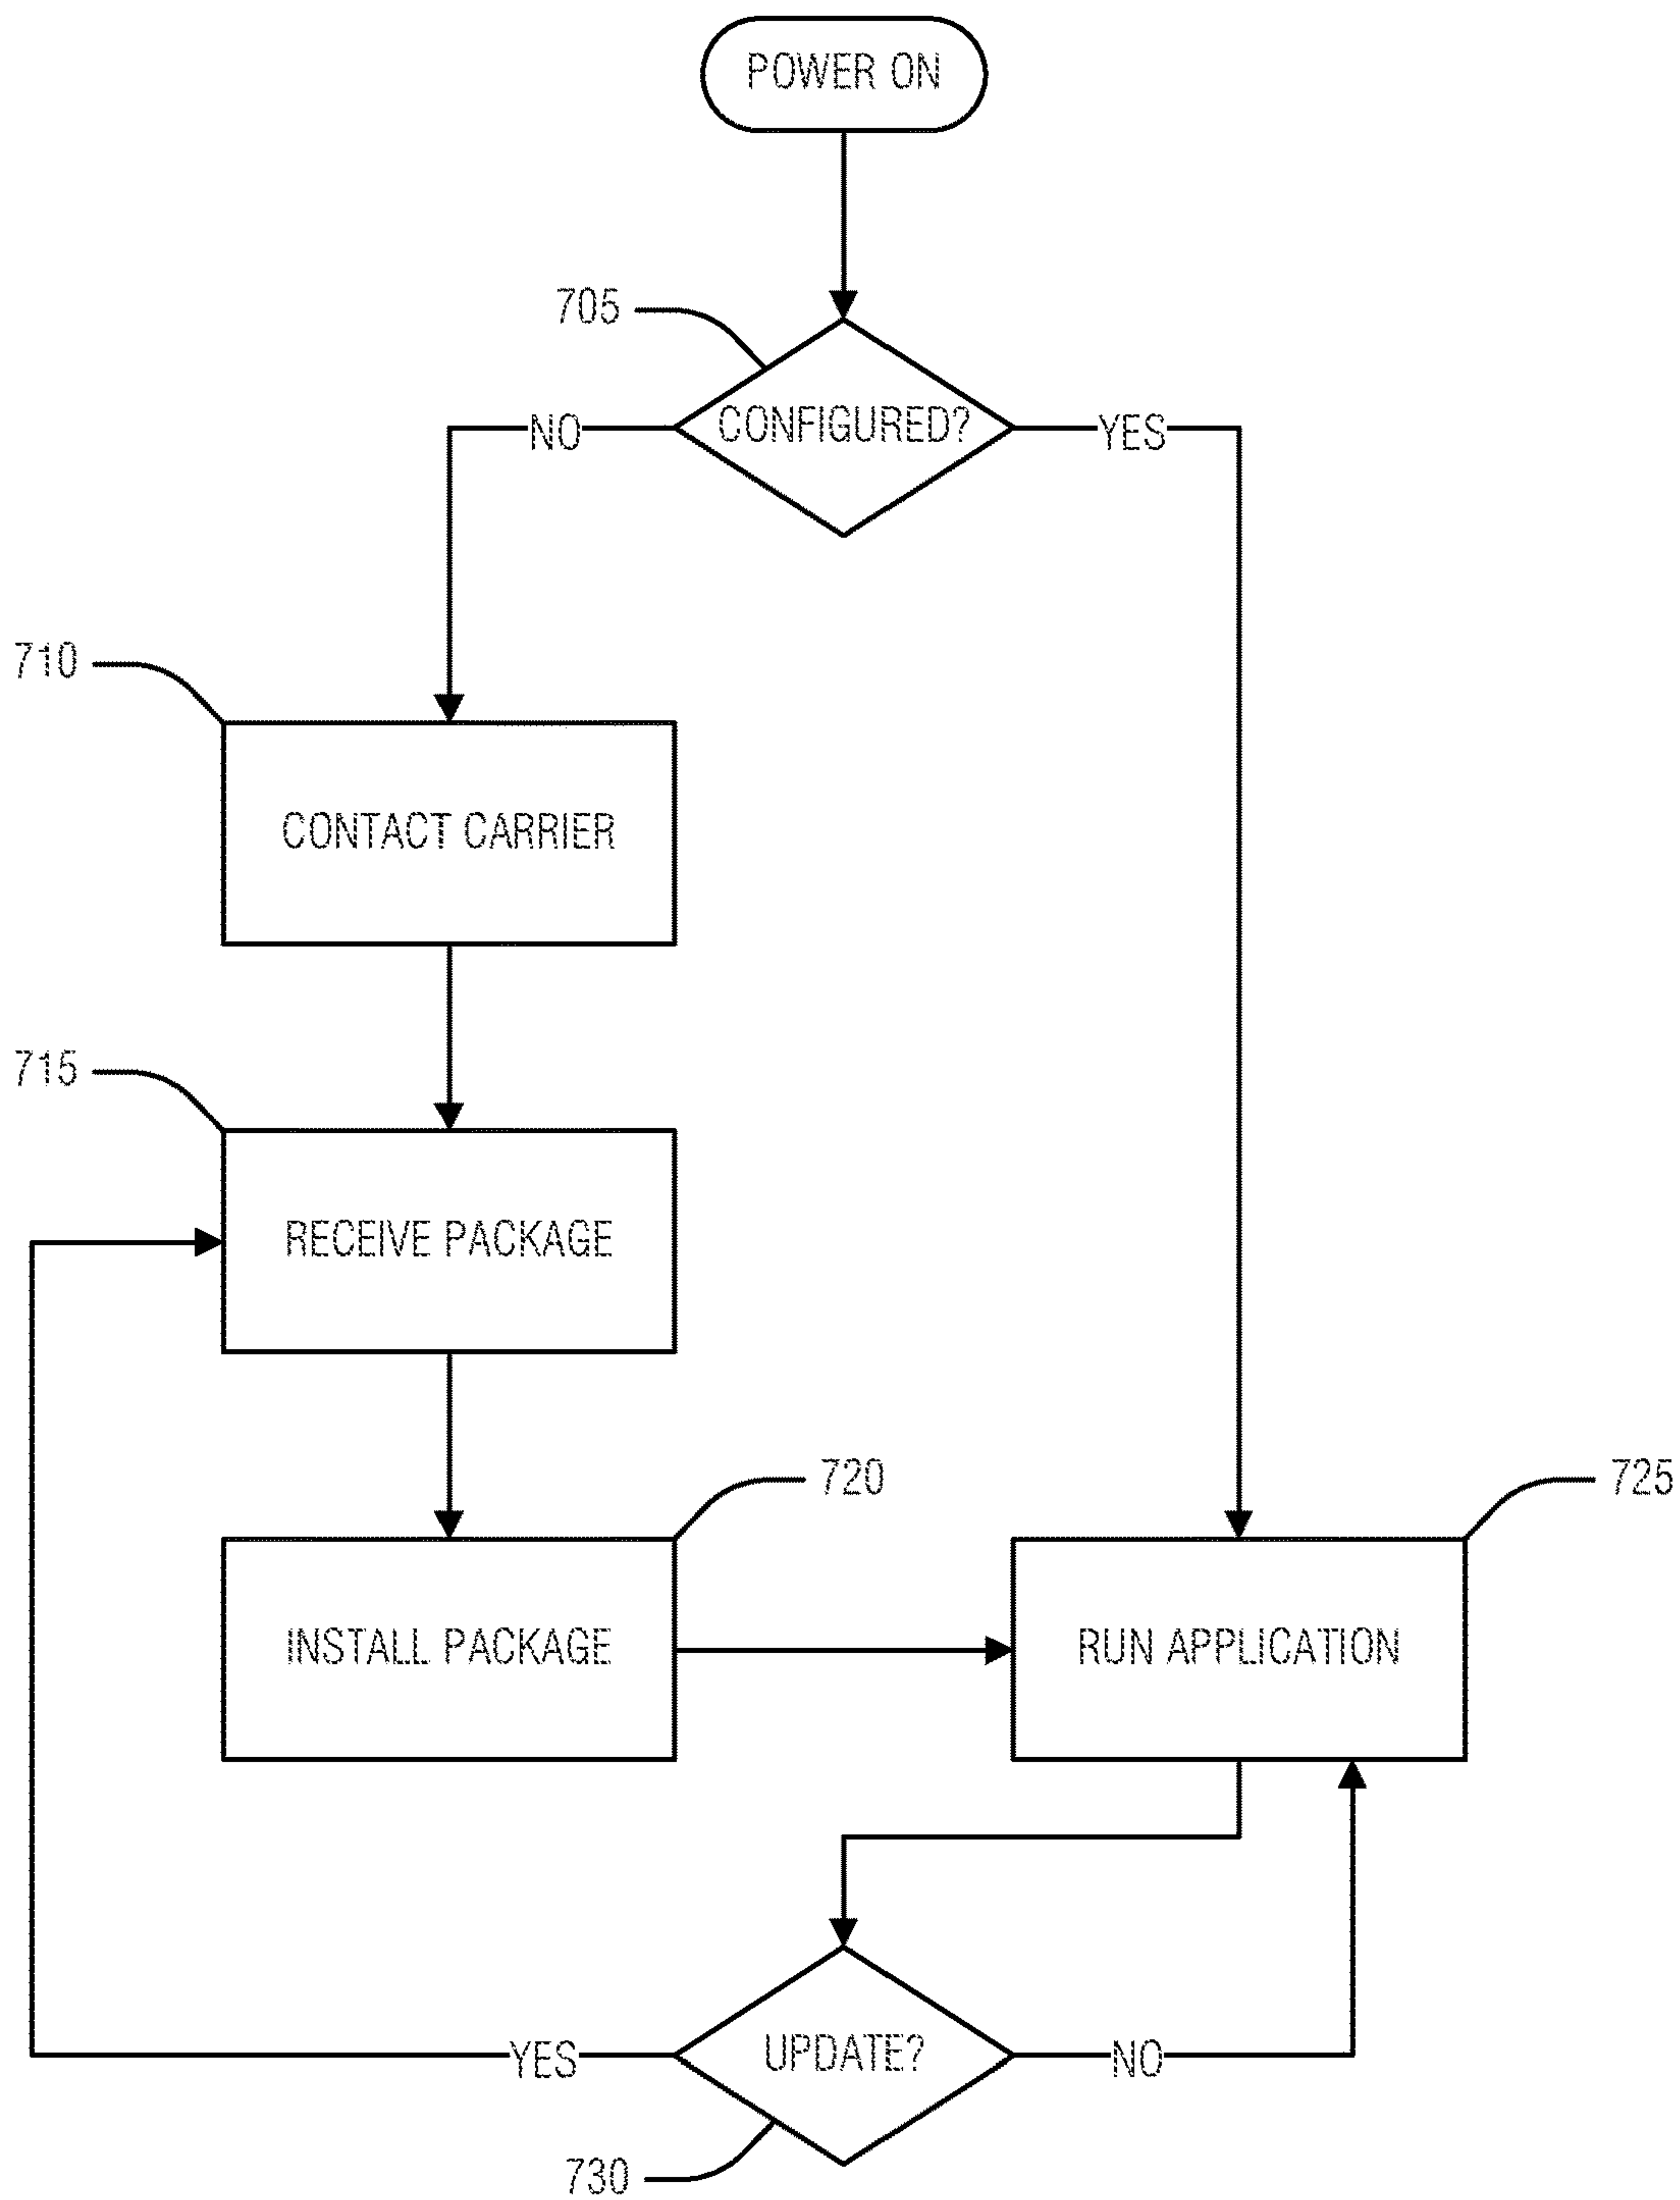 POWER ON
705
CONFIGURED?
NO
YES
710
CONTACT CARRIER
715
RECEIVE PACKAGE
720
725
INSTALL PACKAGE
RUN APPLICATION
UPDATE?
YES
NO
730